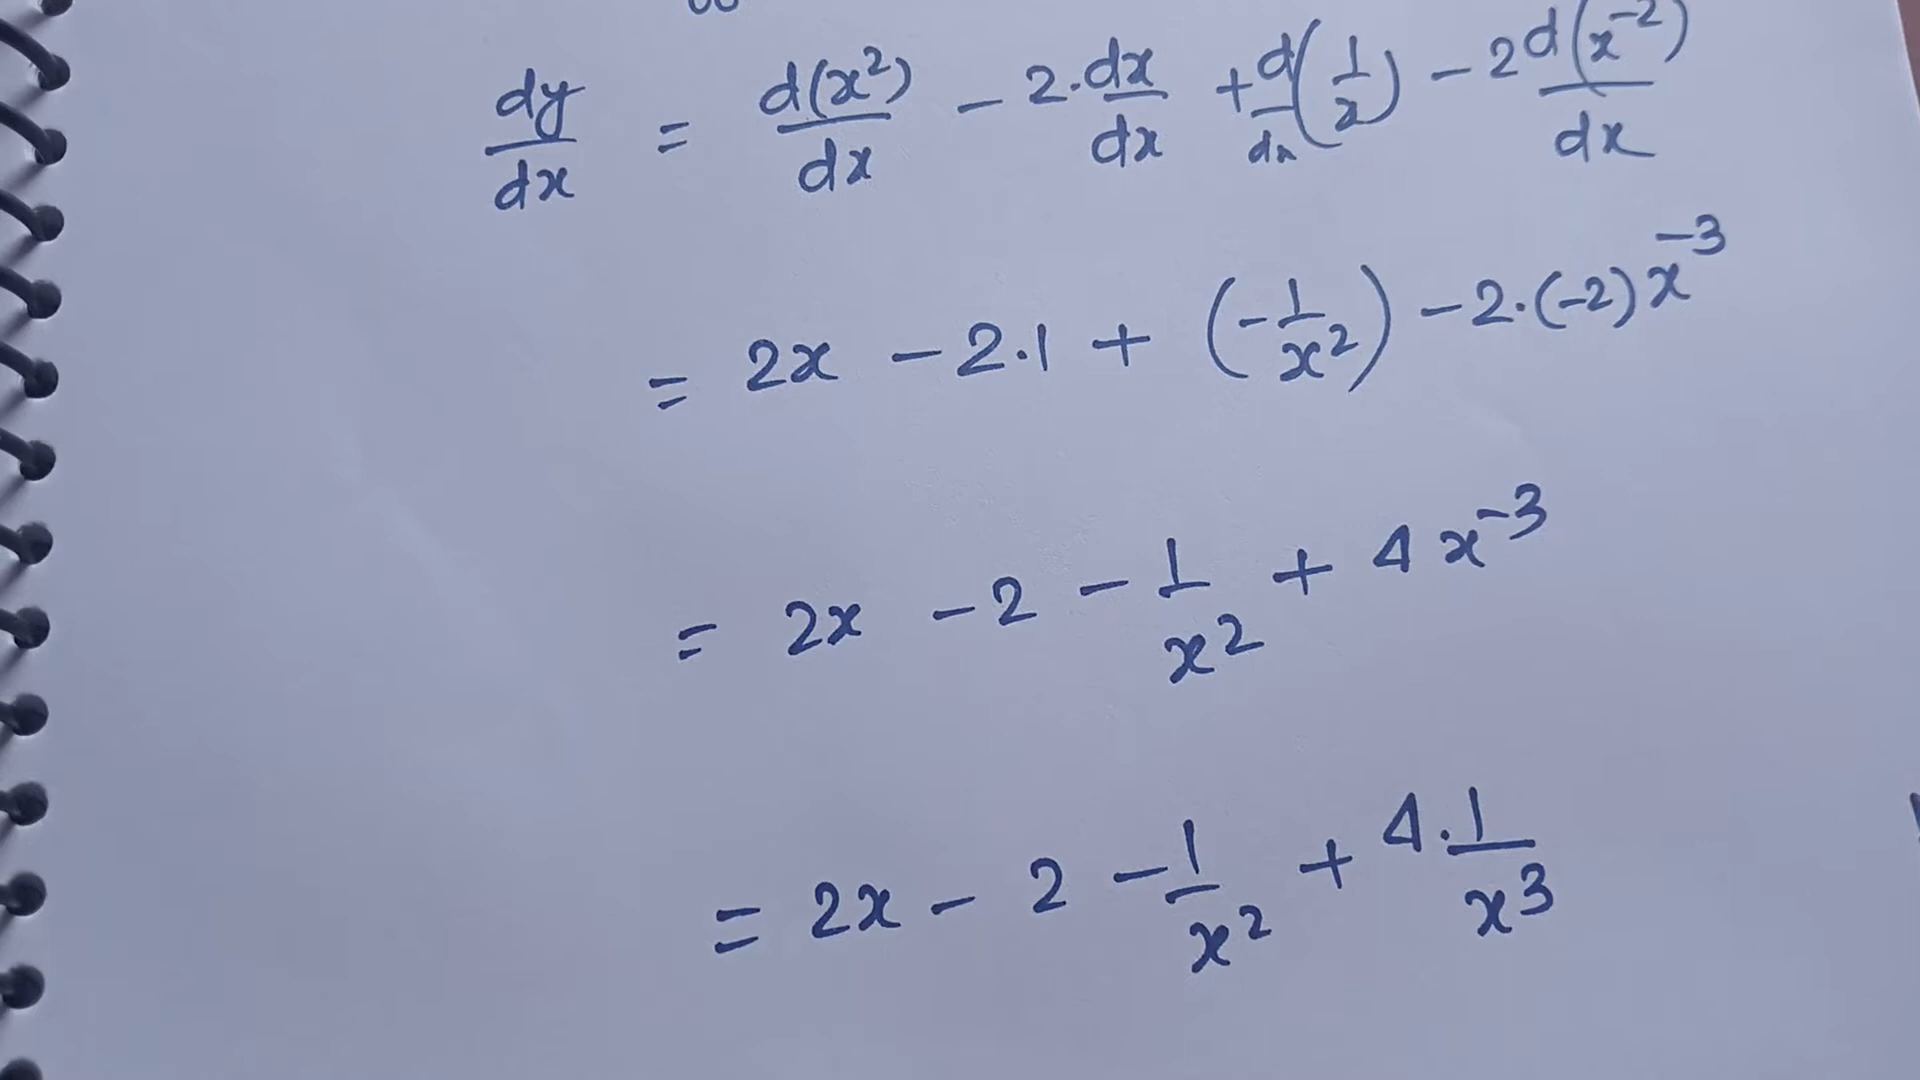 dy/dx = d(x²)/dx - 2.dx/dx + d/dx(1/x) - 2d(x⁻²)/dx
= 2x - 2.1 + (-1/x²) - 2.(-2)x⁻³
= 2x - 2 - 1/x² + 4x⁻³
= 2x - 2 - 1/x² + 4.1/x³